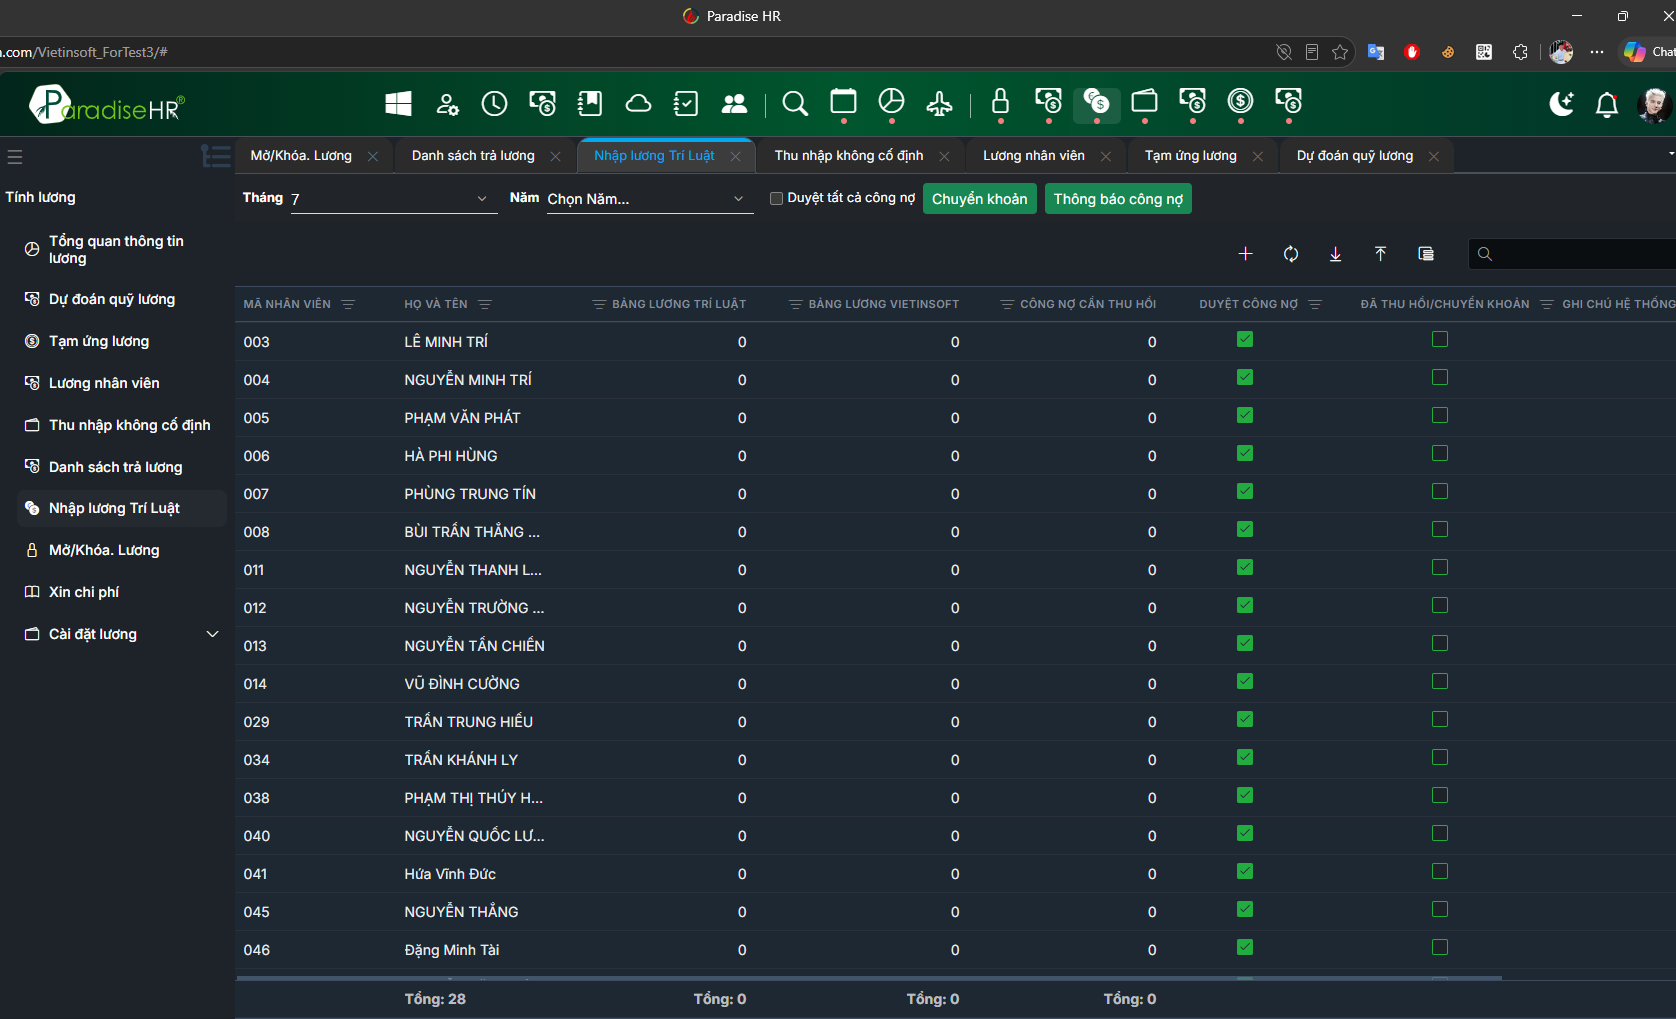 Paradise HR
.com/Vietinsoft_ForTest3/#
Chat
ParadiseHR®
Mở/Khóa. Lương
Danh sách trả lương
Nhập lương Trí Luật
Thu nhập không cố định
Lương nhân viên
Tạm ứng lương
Dự đoán quỹ lương
Tính lương
Tổng quan thông tin
lương
Dự đoán quỹ lương
Tạm ứng lương
Lương nhân viên
Thu nhập không cố định
Danh sách trả lương
Nhập lương Trí Luật
Mở/Khóa. Lương
Xin chi phí
Cài đặt lương
Tháng 7 Năm Chọn Năm... Duyệt tất cả công nợ Chuyển khoản Thông báo công nợ
MÃ NHÂN VIÊN HỌ VÀ TÊN BẢNG LƯƠNG TRÍ LUẬT BẢNG LƯƠNG VIETINSOFT CÔNG NỢ CẦN THU HỒI DUYỆT CÔNG NỢ ĐÃ THU HỒI/CHUYỂN KHOẢN GHI CHÚ HỆ THỐNG
003 LÊ MINH TRÍ 0 0 0
004 NGUYỄN MINH TRÍ 0 0 0
005 PHẠM VĂN PHÁT 0 0 0
006 HÀ PHI HÙNG 0 0 0
007 PHÙNG TRUNG TÍN 0 0 0
008 BÙI TRẦN THẮNG ... 0 0 0
011 NGUYỄN THANH L... 0 0 0
012 NGUYỄN TRƯỜNG ... 0 0 0
013 NGUYỄN TẤN CHIẾN 0 0 0
014 VŨ ĐÌNH CƯỜNG 0 0 0
029 TRẦN TRUNG HIẾU 0 0 0
034 TRẦN KHÁNH LY 0 0 0
038 PHẠM THỊ THÚY H... 0 0 0
040 NGUYỄN QUỐC LƯ... 0 0 0
041 Hứa Vĩnh Đức 0 0 0
045 NGUYỄN THẮNG 0 0 0
046 Đặng Minh Tài 0 0 0
Tổng: 28 Tổng: 0 Tổng: 0 Tổng: 0